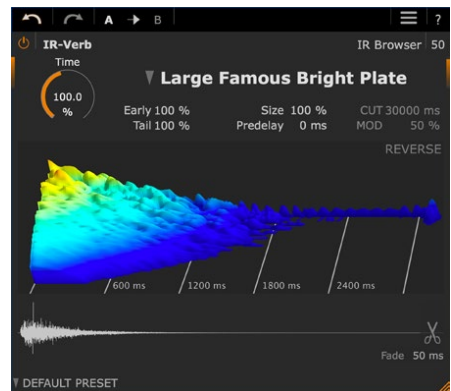 A B ?
IR-Verb IR Browser 50
Time
100.0
%
Large Famous Bright Plate
Early 100 % Size 100 % CUT 30000 ms
Tail 100 % Predelay 0 ms MOD 50 %
REVERSE
600 ms 1200 ms 1800 ms 2400 ms
Fade 50 ms
DEFAULT PRESET